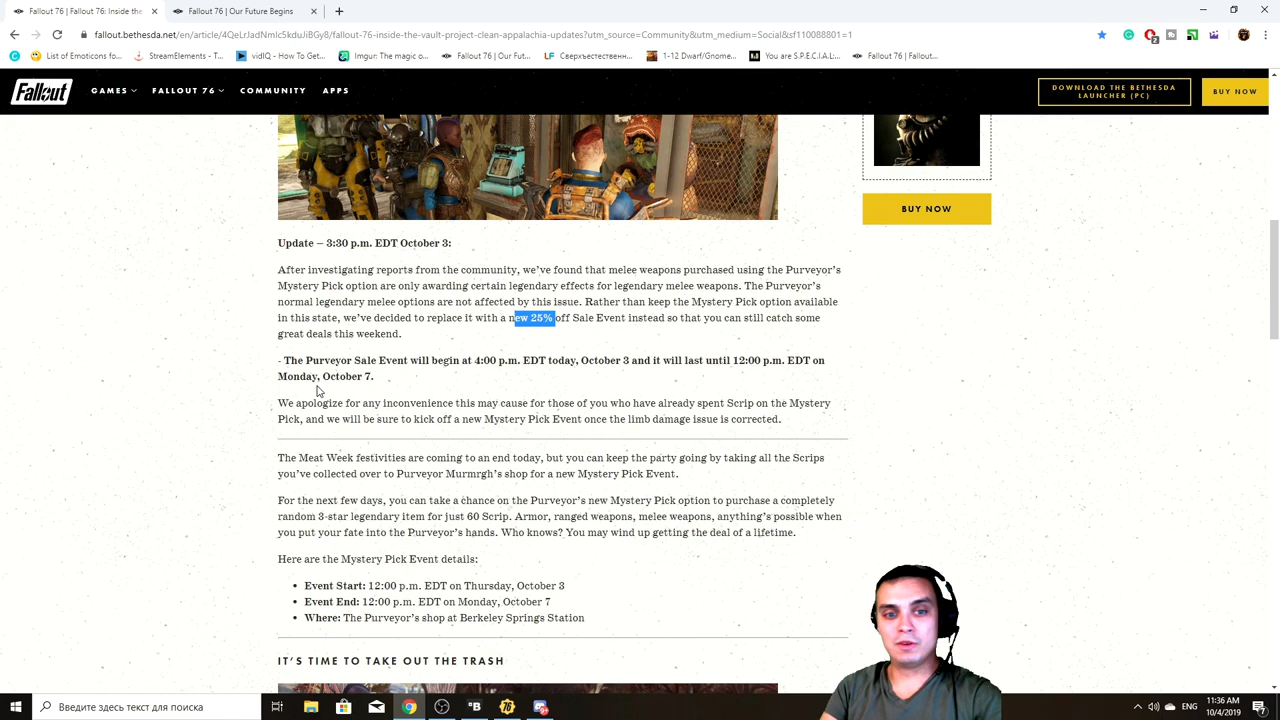 Fallout 76 | Fallout 76: Inside the
Fallout 76 | Our Future Begins
fallout.bethesda.net/en/article/4QeLrJadNmlc5kduJiBGy8/fallout-76-inside-the-vault-project-clean-appalachia-updates?utm_source=Community&utm_medium=Social&sf110088801=1
2
List of Emoticons fo...
StreamElements - T...
vidIQ - How To Get...
Imgur: The magic o...
Fallout 76 | Our Fut...
Сверхъестественн...
1-12 Dwarf/Gnome...
You are S.P.E.C.I.A.L:...
Fallout 76 | Fallout...
Fallout
GAMES
FALLOUT 76
COMMUNITY
APPS
DOWNLOAD THE BETHESDA
LAUNCHER (PC)
BUY NOW
BUY NOW
Update – 3:30 p.m. EDT October 3:
After investigating reports from the community, we've found that melee weapons purchased using the Purveyor's
Mystery Pick option are only awarding certain legendary effects for legendary melee weapons. The Purveyor's
normal legendary melee options are not affected by this issue. Rather than keep the Mystery Pick option available
in this state, we've decided to replace it with a new 25% off Sale Event instead so that you can still catch some
great deals this weekend.
- The Purveyor Sale Event will begin at 4:00 p.m. EDT today, October 3 and it will last until 12:00 p.m. EDT on
Monday, October 7.
We apologize for any inconvenience this may cause for those of you who have already spent Scrip on the Mystery
Pick, and we will be sure to kick off a new Mystery Pick Event once the limb damage issue is corrected.
The Meat Week festivities are coming to an end today, but you can keep the party going by taking all the Scrips
you've collected over to Purveyor Murmrgh's shop for a new Mystery Pick Event.
For the next few days, you can take a chance on the Purveyor's new Mystery Pick option to purchase a completely
random 3-star legendary item for just 60 Scrip. Armor, ranged weapons, melee weapons, anything's possible when
you put your fate into the Purveyor's hands. Who knows? You may wind up getting the deal of a lifetime.
Here are the Mystery Pick Event details:
• Event Start: 12:00 p.m. EDT on Thursday, October 3
• Event End: 12:00 p.m. EDT on Monday, October 7
• Where: The Purveyor's shop at Berkeley Springs Station
IT'S TIME TO TAKE OUT THE TRASH
Введите здесь текст для поиска
11:36 AM
10/4/2019
7